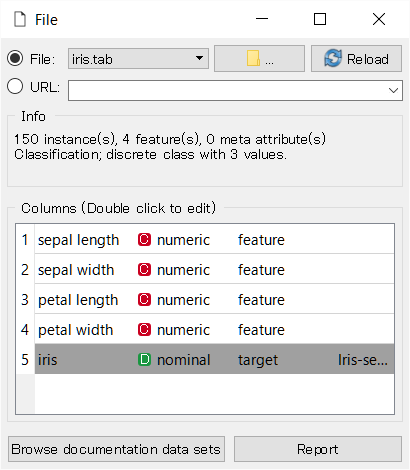 File
File: iris.tab ... Reload
URL:
Info
150 instance(s), 4 feature(s), 0 meta attribute(s)
Classification; discrete class with 3 values.
Columns (Double click to edit)
1 sepal length C numeric feature
2 sepal width C numeric feature
3 petal length C numeric feature
4 petal width C numeric feature
5 iris D nominal target Iris-se...
Browse documentation data sets Report